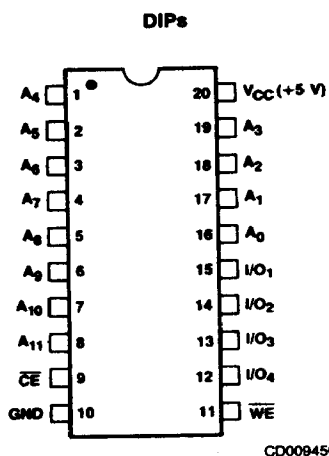 DIPs
A4 1 20 VCC (+5 V)
A5 2 19 A3
A6 3 18 A2
A7 4 17 A1
A8 5 16 A0
A9 6 15 I/O1
A10 7 14 I/O2
A11 8 13 I/O3
CE 9 12 I/O4
GND 10 11 WE